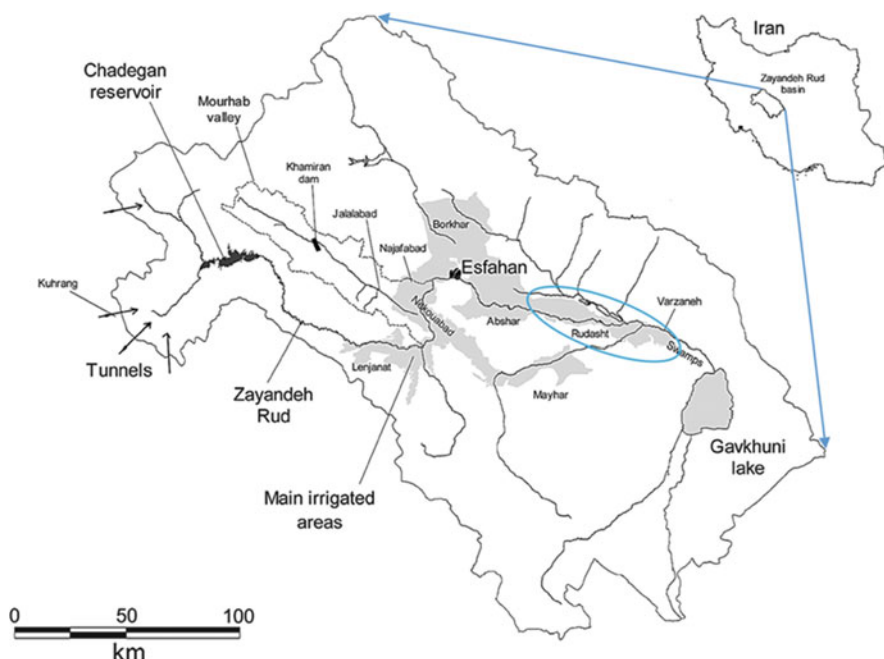 Iran
Zayandeh Rud
basin
Chadegan
reservoir
Mourhab
valley
Khamiran
dam
Jalalabad
Borkhar
Najafabad
Esfahan
Kuhrang
Nekouabad
Varzaneh
Abshar
Rudasht
Swamps
Tunnels
Lenjanat
Zayandeh
Rud
Mayhar
Gavkhuni
lake
Main irrigated
areas
0 50 100
km